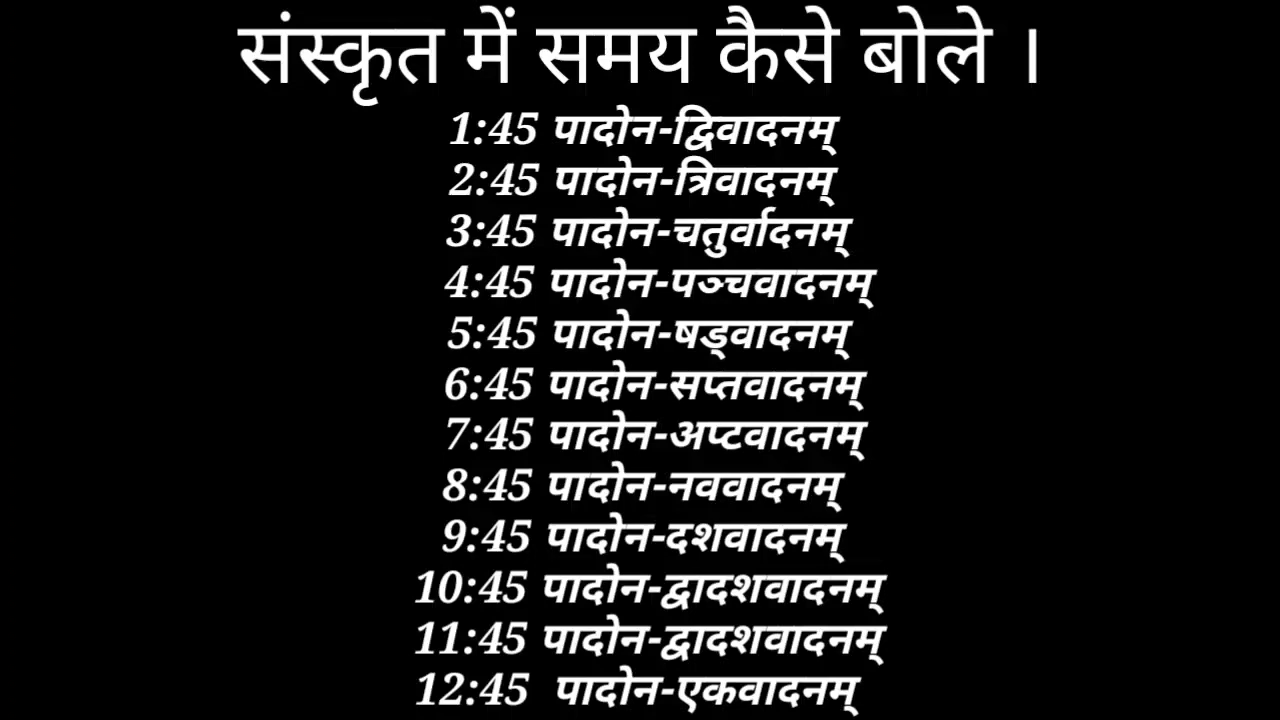 संस्कृत में समय कैसे बोले ।
1:45 पादोन-द्विवादनम्
2:45 पादोन-त्रिवादनम्
3:45 पादोन-चतुर्वादनम्
4:45 पादोन-पञ्चवादनम्
5:45 पादोन-षड्वादनम्
6:45 पादोन-सप्तवादनम्
7:45 पादोन-अप्टवादनम्
8:45 पादोन-नववादनम्
9:45 पादोन-दशवादनम्
10:45 पादोन-द्वादशवादनम्
11:45 पादोन-द्वादशवादनम्
12:45 पादोन-एकवादनम्